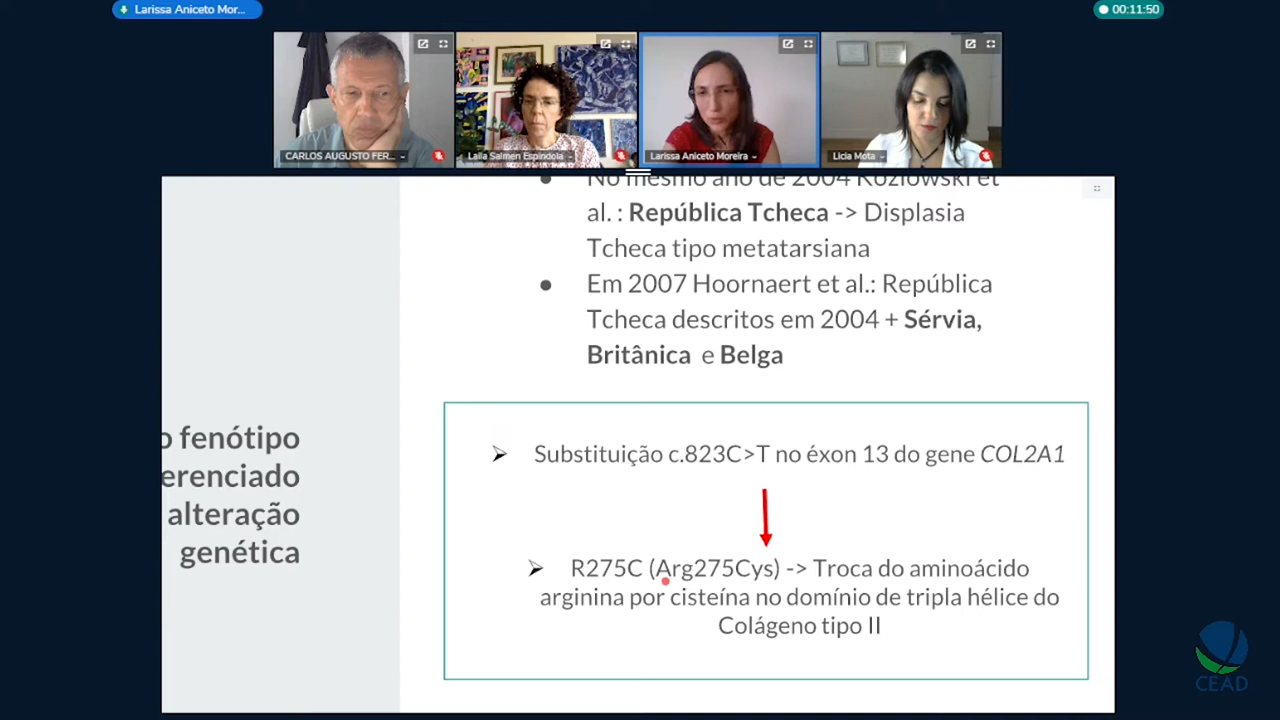 Larissa Aniceto Mor...
00:11:50
CARLOS AUGUSTO FER...
Laila Salmen Espindola
Larissa Aniceto Moreira
Licia Mota
No mesmo ano de 2004 Kozlowski et
al. : República Tcheca -> Displasia
Tcheca tipo metatarsiana
Em 2007 Hoornaert et al.: República
Tcheca descritos em 2004 + Sérvia,
Britânica e Belga
o fenótipo
erenciado
alteração
genética
Substituição c.823C>T no éxon 13 do gene COL2A1
R275C (Arg275Cys) -> Troca do aminoácido
arginina por cisteína no domínio de tripla hélice do
Colágeno tipo II
CEAD